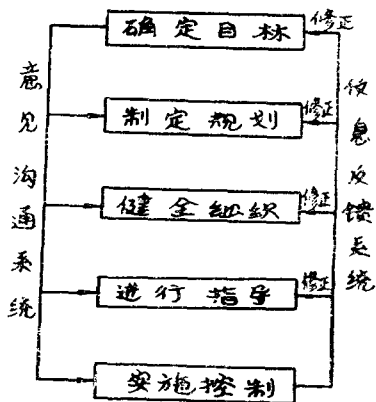 确定目标
修正
制定规划
修正
健全组织
修正
进行指导
修正
实施控制
意见沟通系统
信息反馈系统